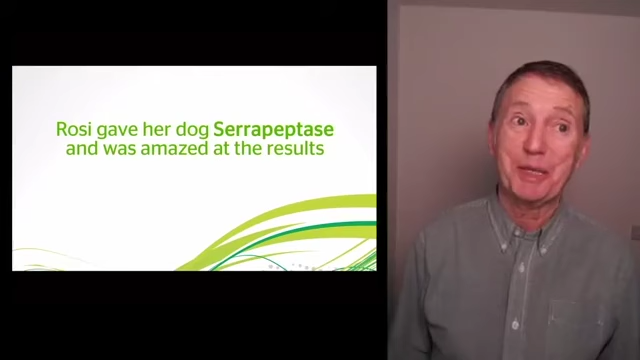 Rosi gave her dog Serrapeptase
and was amazed at the results